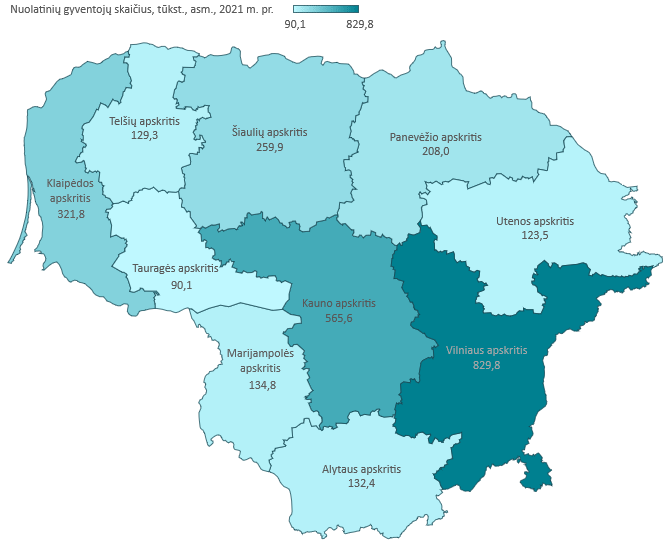 Nuolatinių gyventojų skaičius, tūkst., asm., 2021 m. pr.
90,1 829,8
Telšių apskritis
129,3
Šiaulių apskritis
259,9
Panevėžio apskritis
208,0
Klaipėdos
apskritis
321,8
Utenos apskritis
123,5
Tauragės apskritis
90,1
Kauno apskritis
565,6
Vilniaus apskritis
829,8
Marijampolės
apskritis
134,8
Alytaus apskritis
132,4